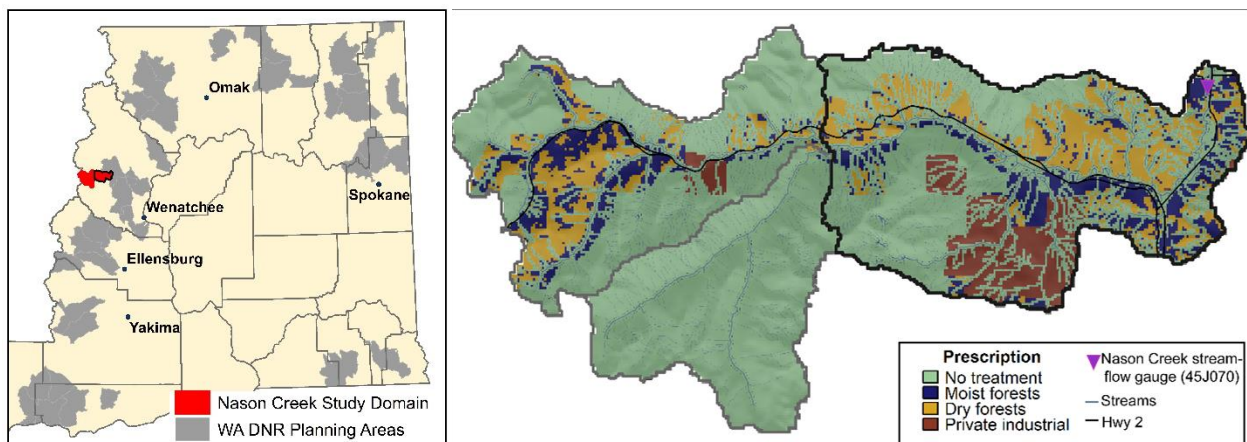 Omak
Spokane
Wenatchee
Ellensburg
Yakima
Nason Creek Study Domain
WA DNR Planning Areas
Prescription
No treatment
Moist forests
Dry forests
Private industrial
Nason Creek stream-
flow gauge (45J070)
Streams
Hwy 2